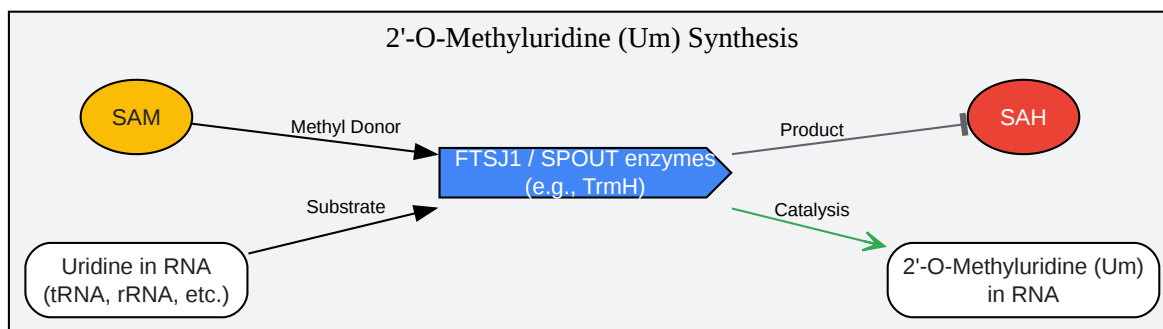 2'-O-Methyluridine (Um) Synthesis
SAM
SAH
Methyl Donor
Product
FTSJ1 / SPOUT enzymes
(e.g., TrmH)
Substrate
Catalysis
Uridine in RNA
(tRNA, rRNA, etc.)
2'-O-Methyluridine (Um)
in RNA